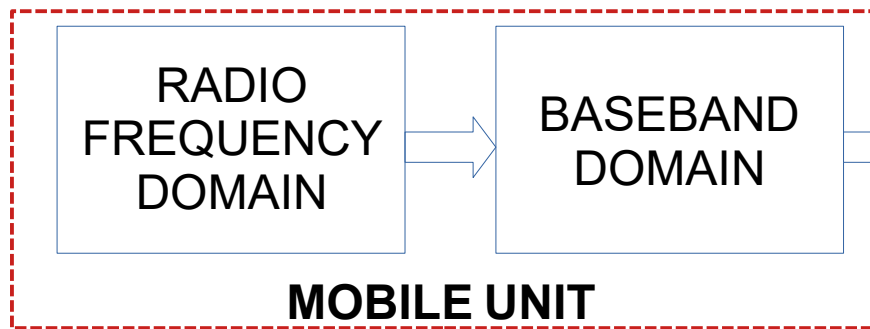 RADIO
FREQUENCY
DOMAIN
BASEBAND
DOMAIN
MOBILE UNIT